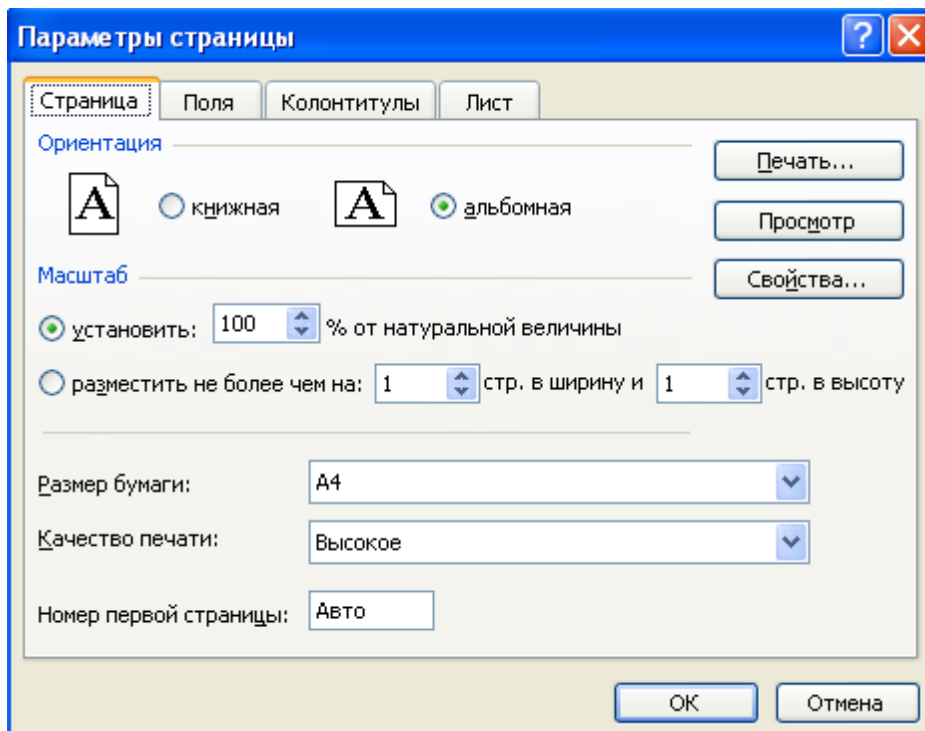 Параметры страницы
Страница Поля Колонтитулы Лист
Ориентация
Печать...
A книжная A альбомная
Просмотр
Масштаб
Свойства...
установить: 100 % от натуральной величины
разместить не более чем на: 1 стр. в ширину и 1 стр. в высоту
Размер бумаги: A4
Качество печати: Высокое
Номер первой страницы: Авто
ОК Отмена